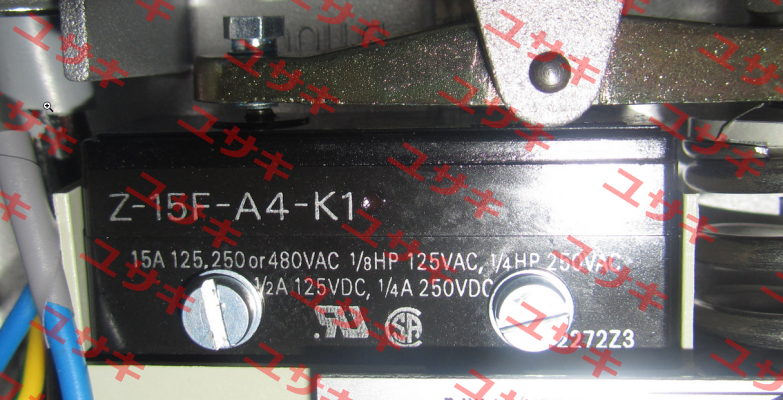 Z-15F-A4-K1
15A 125,250 or 480VAC 1/8HP 125VAC, 1/4HP 250VAC
1/2A 125VDC, 1/4A 250VDC
2272Z3
ユサキ